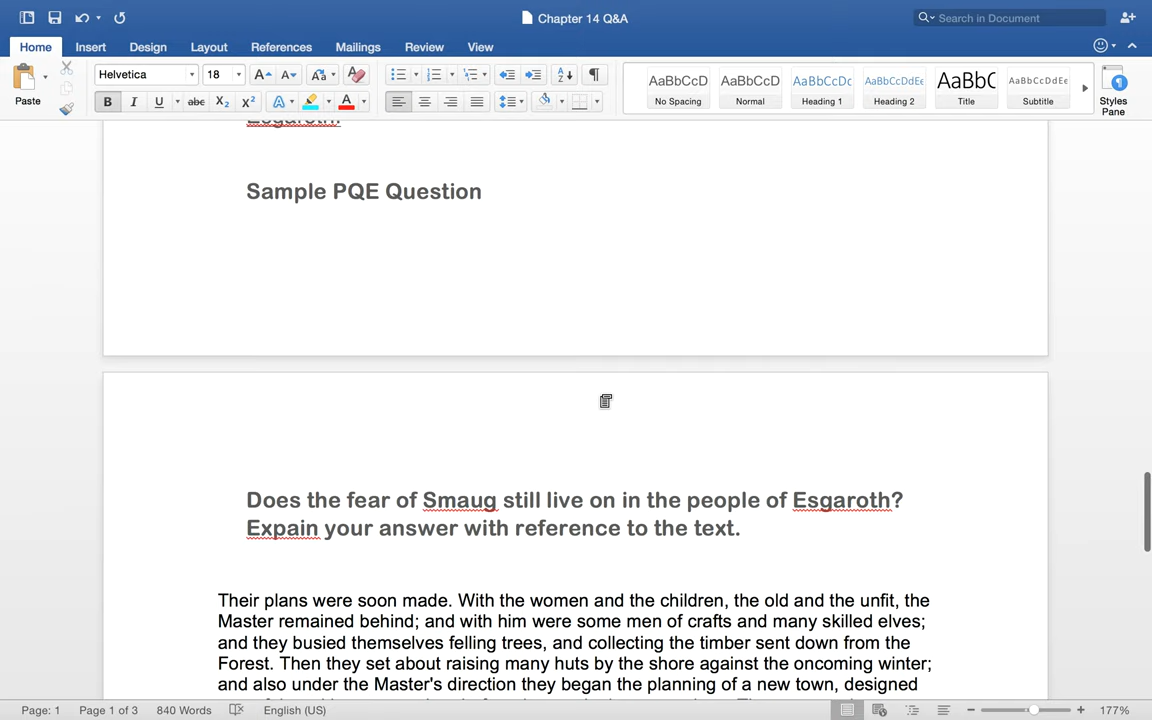 Chapter 14 Q&A
Search in Document
Home Insert Design Layout References Mailings Review View
Paste
Helvetica 18
B I U abc X₂ X²
AaBbCcD AaBbCcD AaBbCcDc AaBbCcDdEe AaBbC AaBbCcDdEe
No Spacing Normal Heading 1 Heading 2 Title Subtitle
Styles
Pane
Sample PQE Question
Does the fear of Smaug still live on in the people of Esgaroth?
Expain your answer with reference to the text.
Their plans were soon made. With the women and the children, the old and the unfit, the
Master remained behind; and with him were some men of crafts and many skilled elves;
and they busied themselves felling trees, and collecting the timber sent down from the
Forest. Then they set about raising many huts by the shore against the oncoming winter;
and also under the Master's direction they began the planning of a new town, designed
Page: 1 Page 1 of 3 840 Words English (US) 177%